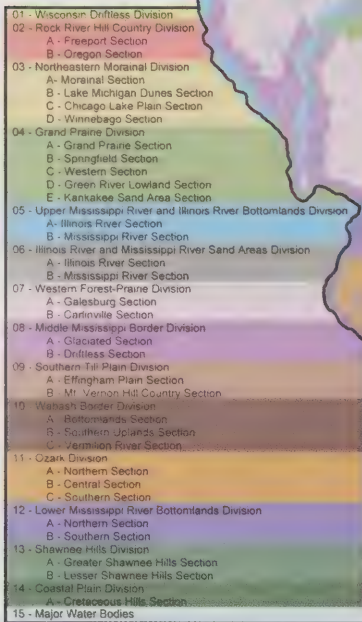 01 - Wisconsin Driftless Division
02 - Rock River Hill Country Division
A - Freeport Section
B - Oregon Section
03 - Northeastern Morainal Division
A- Morainal Section
B - Lake Michigan Dunes Section
C - Chicago Lake Plain Section
D - Winnebago Section
04 - Grand Prairie Division
A - Grand Prairie Section
B - Springfield Section
C - Western Section
D - Green River Lowland Section
E - Kankakee Sand Area Section
05 - Upper Mississippi River and Illinois River Bottomlands Division
A- Illinois River Section
B - Mississippi River Section
06 - Illinois River and Mississippi River Sand Areas Division
A - Illinois River Section
B - Mississippi River Section
07 - Western Forest-Prairie Division
A - Galesburg Section
B - Carlinville Section
08 - Middle Mississippi Border Division
A - Glaciated Section
B - Driftless Section
09 - Southern Till Plain Division
A - Effingham Plain Section
B - Mt. Vernon Hill Country Section
10 - Wabash Border Division
A - Bottomlands Section
B - Southern Uplands Section
C - Vermilion River Section
11 - Ozark Division
A - Northern Section
B - Central Section
C - Southern Section
12 - Lower Mississippi River Bottomlands Division
A - Northern Section
B - Southern Section
13 - Shawnee Hills Division
A - Greater Shawnee Hills Section
B - Lesser Shawnee Hills Section
14 - Coastal Plain Division
A - Cretaceous Hills Section
15 - Major Water Bodies